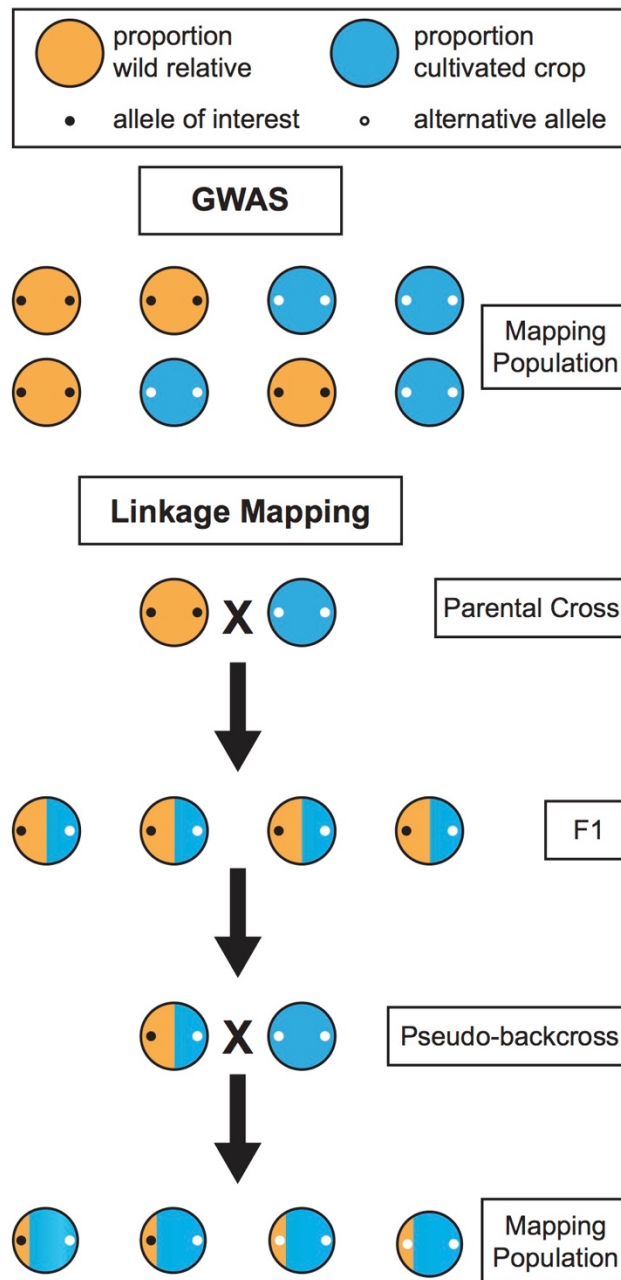 proportion
wild relative
proportion
cultivated crop
allele of interest
alternative allele
GWAS
Mapping
Population
Linkage Mapping
X
Parental Cross
F1
X
Pseudo-backcross
Mapping
Population